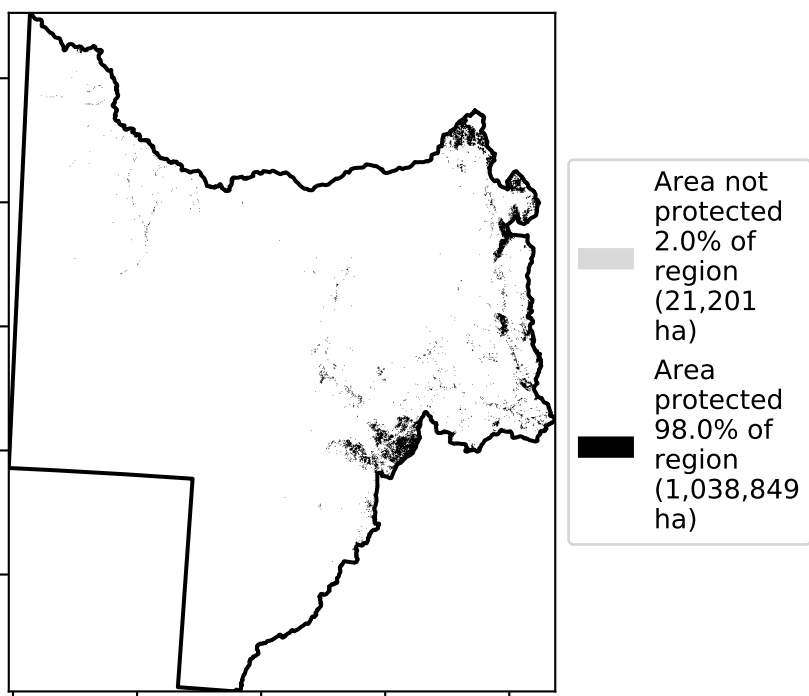 Area not
protected
2.0% of
region
(21,201
ha)
Area
protected
98.0% of
region
(1,038,849
ha)